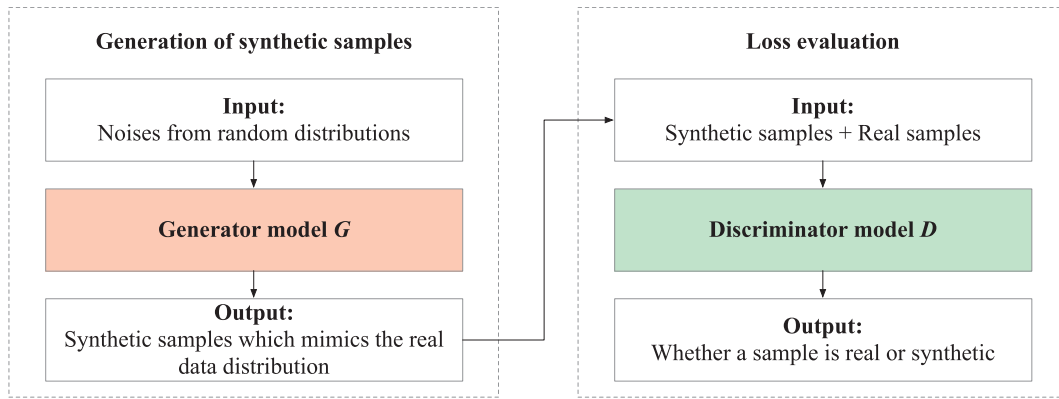 Generation of synthetic samples
Input:
Noises from random distributions
Generator model G
Output:
Synthetic samples which mimics the real
data distribution
Loss evaluation
Input:
Synthetic samples + Real samples
Discriminator model D
Output:
Whether a sample is real or synthetic